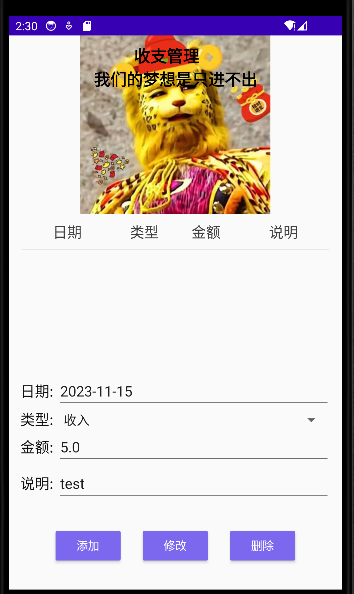 2:30
收支管理
我们的梦想是只进不出
日期 类型 金额 说明
日期: 2023-11-15
类型: 收入
金额: 5.0
说明: test
添加 修改 删除